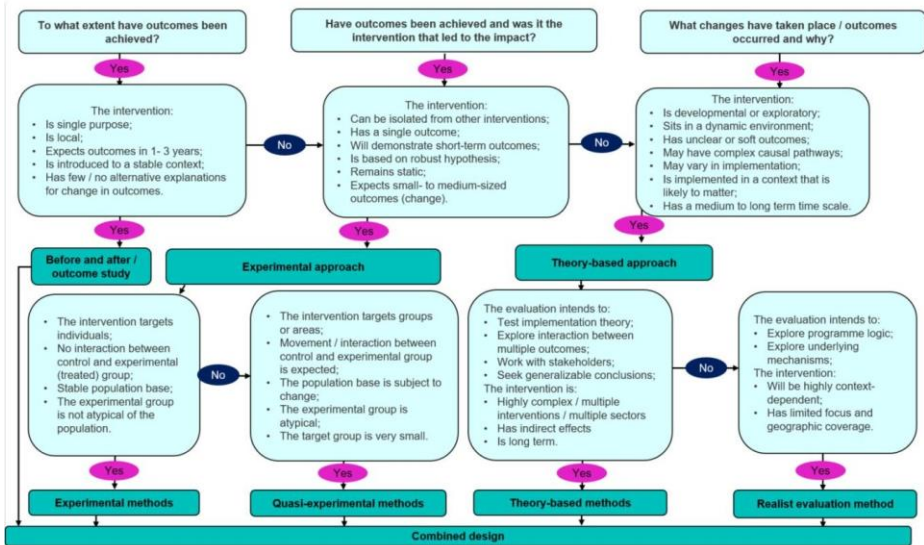 To what extent have outcomes been
achieved?
Have outcomes been achieved and was it the
intervention that led to the impact?
What changes have taken place / outcomes
occurred and why?
Yes
Yes
Yes
The intervention:
• Is single purpose;
• Is local;
• Expects outcomes in 1- 3 years;
• Is introduced to a stable context;
• Has few / no alternative explanations
for change in outcomes.
No
The intervention:
• Can be isolated from other interventions;
• Has a single outcome;
• Will demonstrate short-term outcomes;
• Is based on robust hypothesis;
• Remains static;
• Expects small- to medium-sized
outcomes (change).
No
The intervention:
• Is developmental or exploratory;
• Sits in a dynamic environment;
• Has unclear or soft outcomes;
• May have complex causal pathways;
• May vary in implementation;
• Is implemented in a context that is
likely to matter;
• Has a medium to long term time scale.
Yes
Yes
Yes
Before and after /
outcome study
Experimental approach
Theory-based approach
• The intervention targets
individuals;
• No interaction between
control and experimental
(treated) group;
• Stable population base;
• The experimental group
is not atypical of the
population.
No
• The intervention targets groups
or areas;
• Movement / interaction between
control and experimental group is
expected;
• The population base is subject to
change;
• The experimental group is
atypical;
• The target group is very small.
The evaluation intends to:
• Test implementation theory;
• Explore interaction between
multiple outcomes;
• Work with stakeholders;
• Seek generalizable conclusions;
The intervention is:
• Highly complex / multiple
interventions / multiple sectors
• Has indirect effects
• Is long term.
No
The evaluation intends to:
• Explore programme logic;
• Explore underlying
mechanisms;
The intervention:
• Will be highly context-
dependent;
• Has limited focus and
geographic coverage.
Yes
Yes
Yes
Yes
Experimental methods
Quasi-experimental methods
Theory-based methods
Realist evaluation method
Combined design